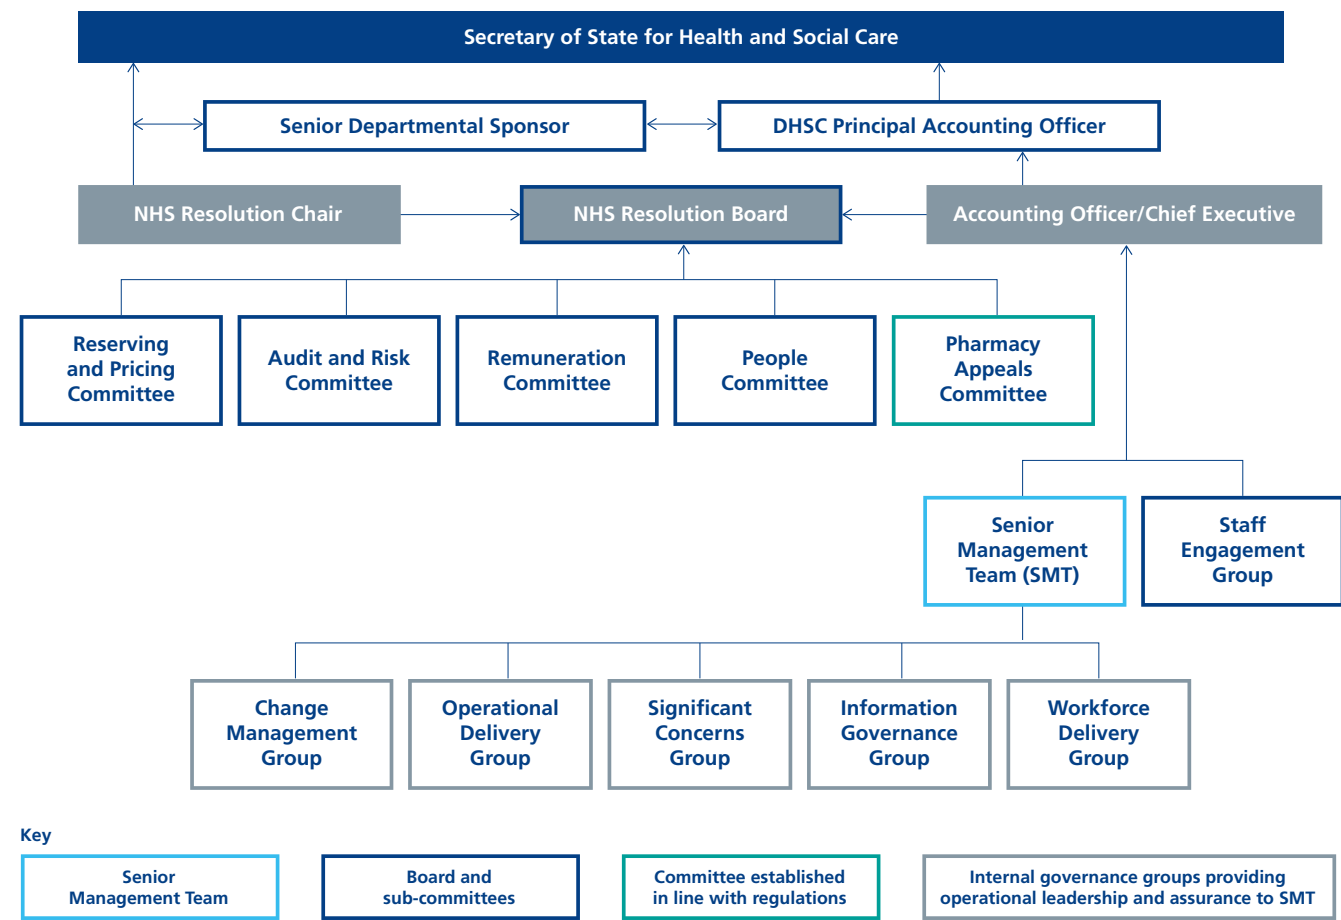 Secretary of State for Health and Social Care
Senior Departmental Sponsor
DHSC Principal Accounting Officer
NHS Resolution Chair
NHS Resolution Board
Accounting Officer/Chief Executive
Reserving
and Pricing
Committee
Audit and Risk
Committee
Remuneration
Committee
People
Committee
Pharmacy
Appeals
Committee
Senior
Management
Team (SMT)
Staff
Engagement
Group
Change
Management
Group
Operational
Delivery
Group
Significant
Concerns
Group
Information
Governance
Group
Workforce
Delivery
Group
Key
Senior
Management Team
Board and
sub-committees
Committee established
in line with regulations
Internal governance groups providing
operational leadership and assurance to SMT